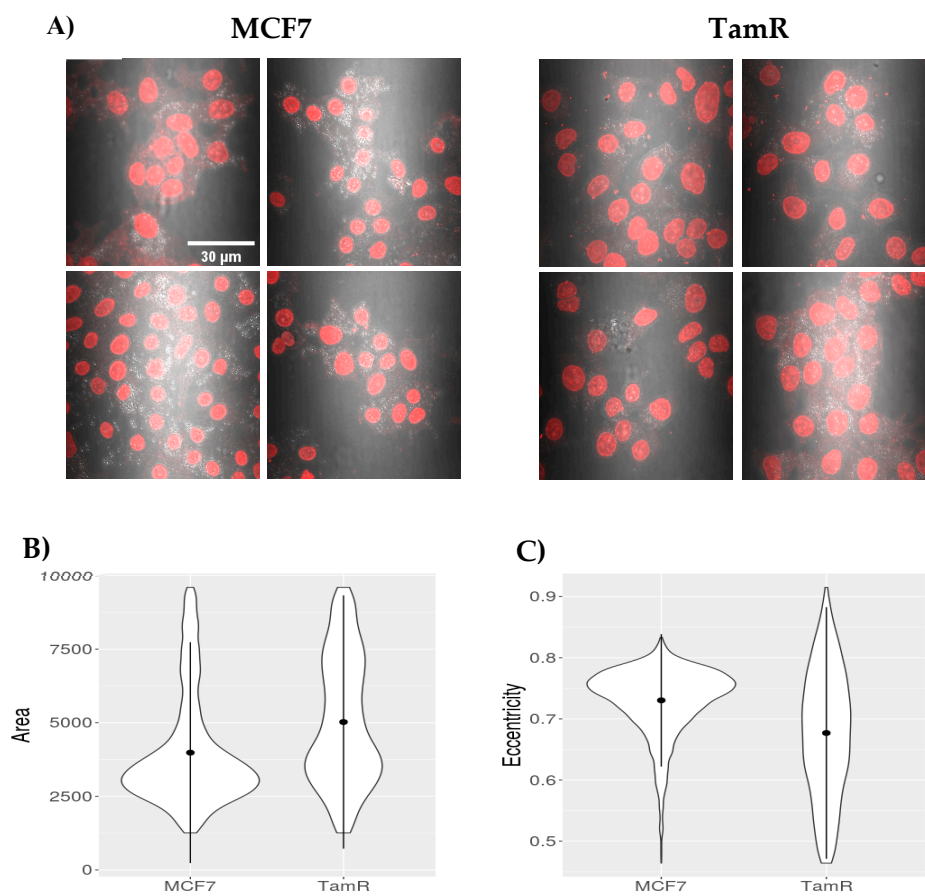 A)
MCF7
TamR
30 µm
B)
10000
7500
5000
2500
0
Area
MCF7
TamR
C)
0.9
0.8
0.7
0.6
0.5
Eccentricity
MCF7
TamR